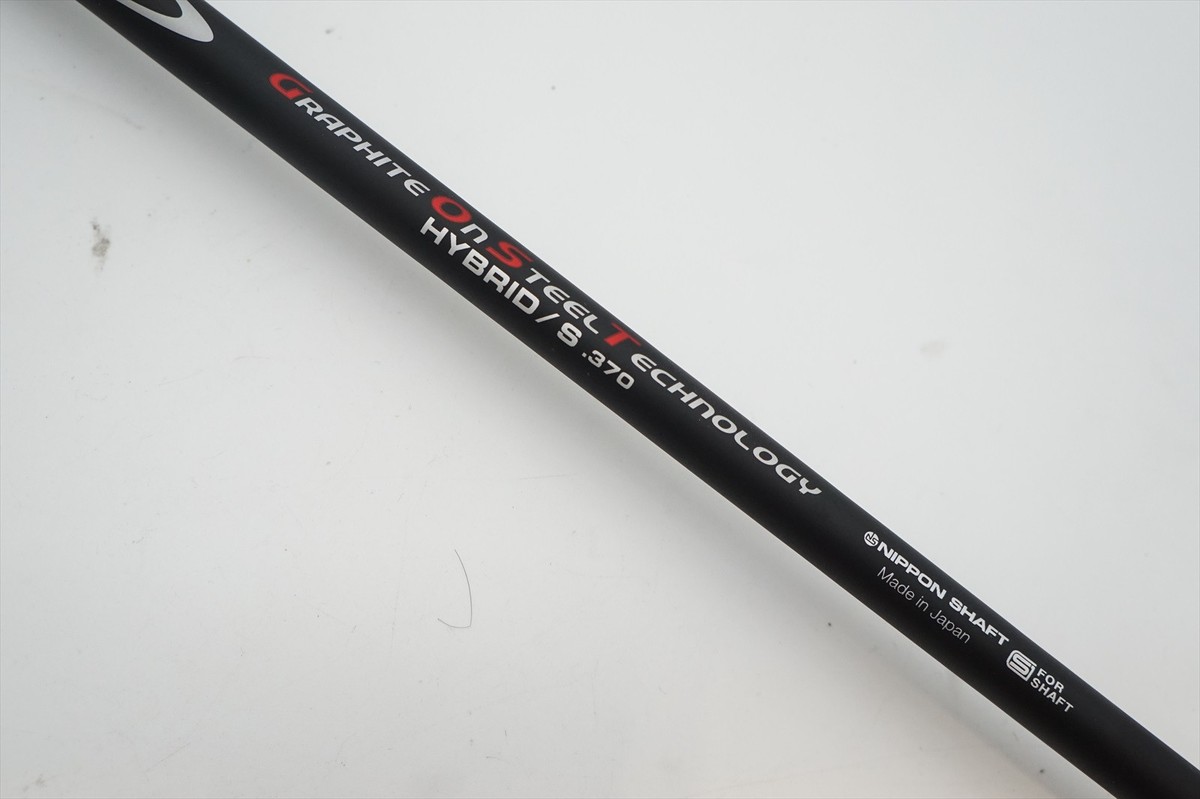 GRAPHITE On STEEL TECHNOLOGY
HYBRID / S .370
NIPPON SHAFT
Made in Japan
S FOR
SHAFT